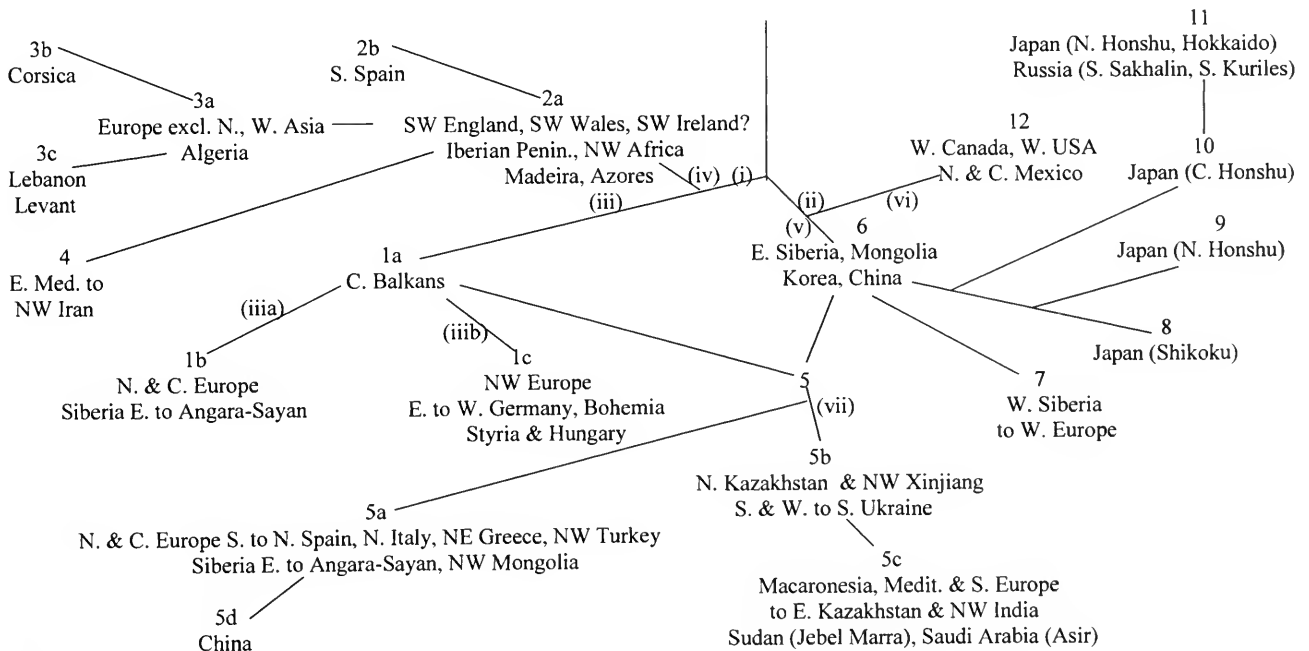 3b
Corsica
2b
S. Spain
11
Japan (N. Honshu, Hokkaido)
Russia (S. Sakhalin, S. Kuriles)
3a
Europe excl. N., W. Asia
Algeria
2a
SW England, SW Wales, SW Ireland?
Iberian Penin., NW Africa
Madeira, Azores
3c
Lebanon
Levant
12
W. Canada, W. USA
N. & C. Mexico
10
Japan (C. Honshu)
(iv)
(i)
(iii)
(ii)
(vi)
(v)
6
E. Siberia, Mongolia
Korea, China
9
Japan (N. Honshu)
4
E. Med. to
NW Iran
1a
C. Balkans
(iiia)
(iiib)
8
Japan (Shikoku)
1b
N. & C. Europe
Siberia E. to Angara-Sayan
1c
NW Europe
E. to W. Germany, Bohemia
Styria & Hungary
5
(vii)
7
W. Siberia
to W. Europe
5b
N. Kazakhstan & NW Xinjiang
S. & W. to S. Ukraine
5a
N. & C. Europe S. to N. Spain, N. Italy, NE Greece, NW Turkey
Siberia E. to Angara-Sayan, NW Mongolia
5c
Macaronesia, Medit. & S. Europe
to E. Kazakhstan & NW India
Sudan (Jebel Marra), Saudi Arabia (Asir)
5d
China